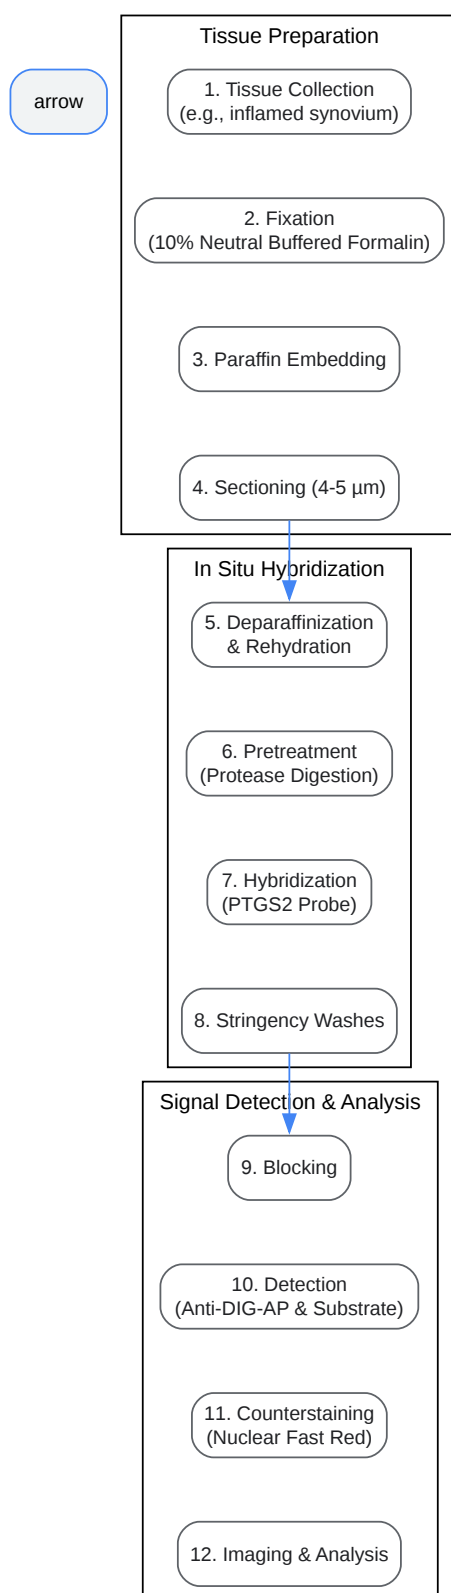 Tissue Preparation
arrow
1. Tissue Collection
(e.g., inflamed synovium)
2. Fixation
(10% Neutral Buffered Formalin)
3. Paraffin Embedding
4. Sectioning (4-5 µm)
In Situ Hybridization
5. Deparaffinization
& Rehydration
6. Pretreatment
(Protease Digestion)
7. Hybridization
(PTGS2 Probe)
8. Stringency Washes
Signal Detection & Analysis
9. Blocking
10. Detection
(Anti-DIG-AP & Substrate)
11. Counterstaining
(Nuclear Fast Red)
12. Imaging & Analysis